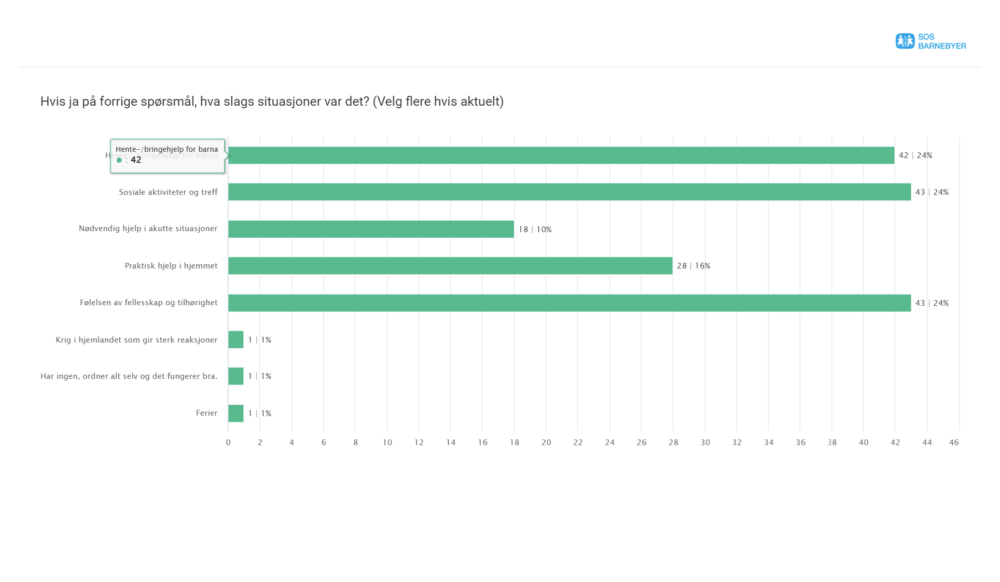 SOS
BARNEBYER
Hvis ja på forrige spørsmål, hva slags situasjoner var det? (Velg flere hvis aktuelt)
Hente-/bringehjelp for barna
Hente-/bringehjelp for barna
: 42
42 | 24%
Sosiale aktiviteter og treff
43 | 24%
Nødvendig hjelp i akutte situasjoner
18 | 10%
Praktisk hjelp i hjemmet
28 | 16%
Følelsen av fellesskap og tilhørighet
43 | 24%
Krig i hjemlandet som gir sterk reaksjoner
1 | 1%
Har ingen, ordner alt selv og det fungerer bra.
1 | 1%
Ferier
1 | 1%
0 2 4 6 8 10 12 14 16 18 20 22 24 26 28 30 32 34 36 38 40 42 44 46